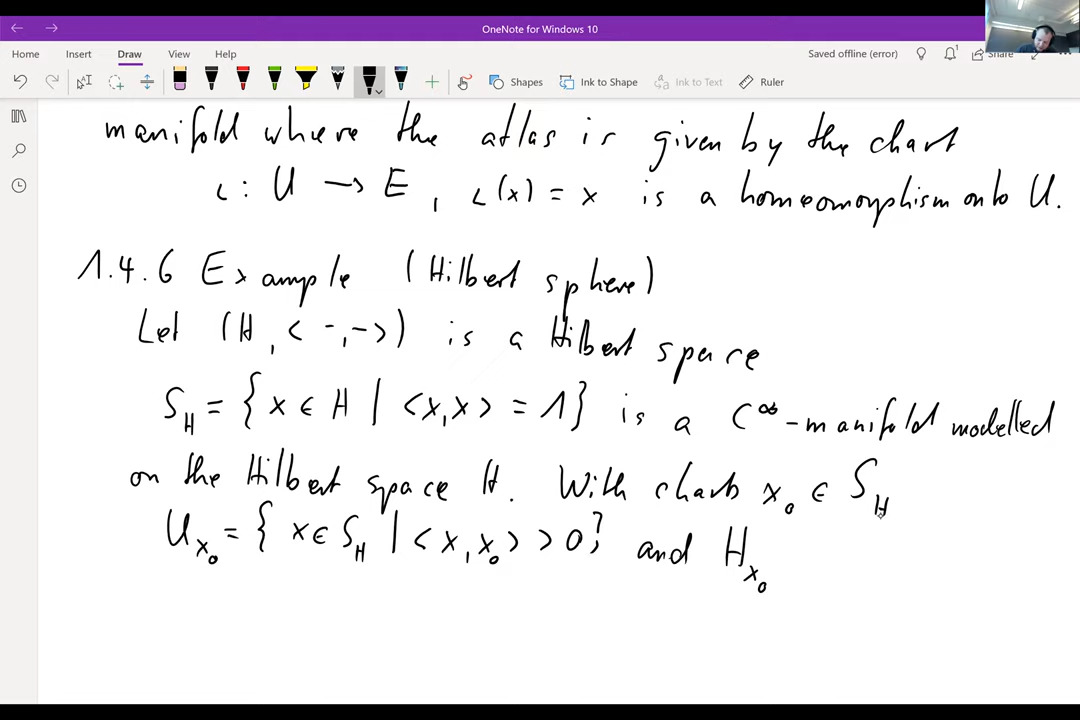 OneNote for Windows 10
Home Insert Draw View Help Saved offline (error) Share
Shapes Ink to Shape Ink to Text Ruler
manifold where the atlas is given by the chart
ι : U → E , ι(x) = x is a homeomorphism onto U.
1.4.6 Example (Hilbert sphere)
Let (H, < -,- >) is a Hilbert space
S_H = { x ∈ H | <x,x> = 1 } is a C^∞-manifold modelled
on the Hilbert space H. With charts x_0 ∈ S_H
U_{x_0} = { x ∈ S_H | < x, x_0 > > 0 } and H_{x_0}